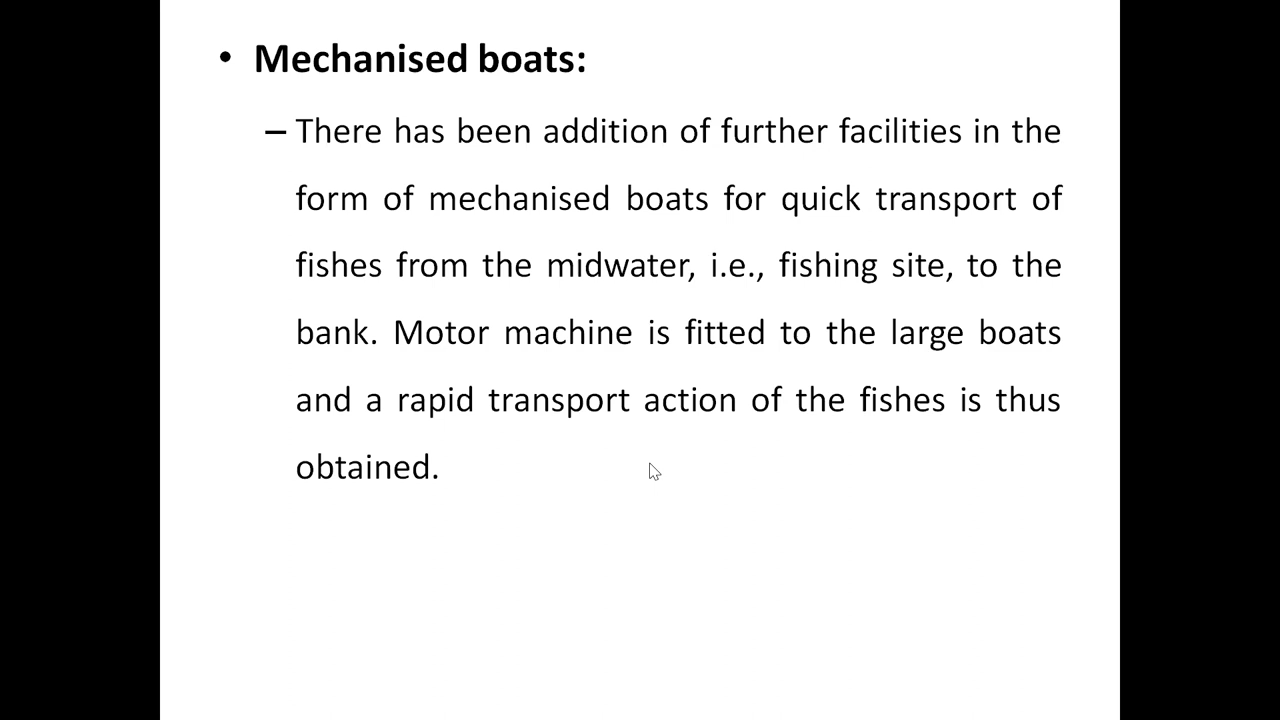 • Mechanised boats:
– There has been addition of further facilities in the
form of mechanised boats for quick transport of
fishes from the midwater, i.e., fishing site, to the
bank. Motor machine is fitted to the large boats
and a rapid transport action of the fishes is thus
obtained.